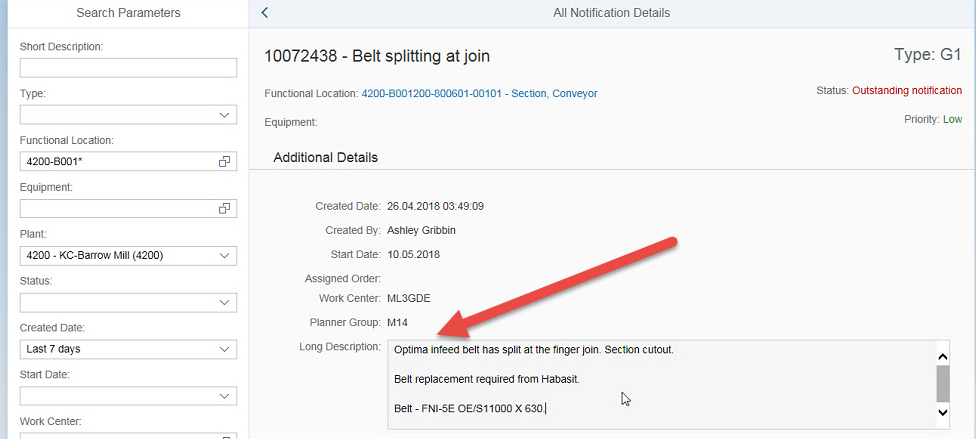 Search Parameters
All Notification Details
Short Description:
Type:
Functional Location:
4200-B001*
Equipment:
Plant:
4200 - KC-Barrow Mill (4200)
Status:
Created Date:
Last 7 days
Start Date:
Work Center:
10072438 - Belt splitting at join
Type: G1
Functional Location: 4200-B001200-800601-00101 - Section, Conveyor
Status: Outstanding notification
Equipment:
Priority: Low
Additional Details
Created Date: 26.04.2018 03:49:09
Created By: Ashley Gribbin
Start Date: 10.05.2018
Assigned Order:
Work Center: ML3GDE
Planner Group: M14
Long Description: Optima infeed belt has split at the finger join. Section cutout.
Belt replacement required from Habasit.
Belt - FNI-5E OE/S11000 X 630.